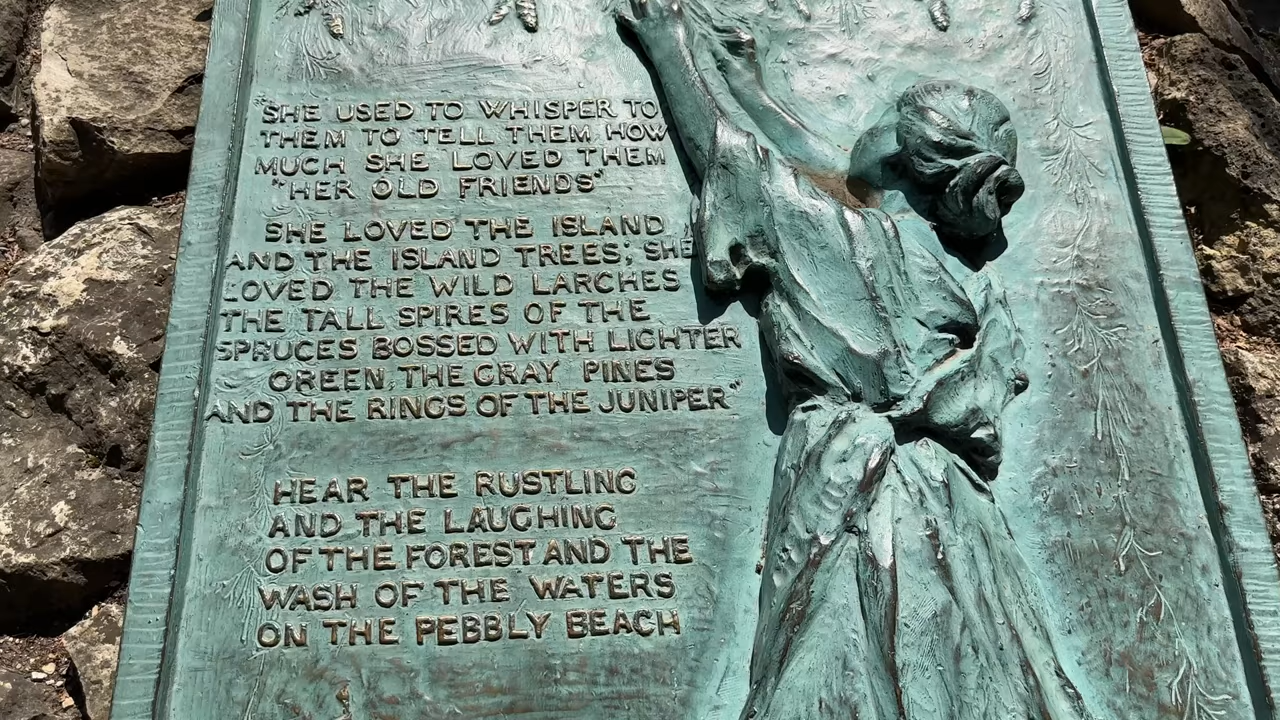 "SHE USED TO WHISPER TO
THEM TO TELL THEM HOW
MUCH SHE LOVED THEM
"HER OLD FRIENDS"
SHE LOVED THE ISLAND
AND THE ISLAND TREES; SHE
LOVED THE WILD LARCHES
THE TALL SPIRES OF THE
SPRUCES BOSSED WITH LIGHTER
GREEN, THE GRAY PINES
AND THE RINGS OF THE JUNIPER"
HEAR THE RUSTLING
AND THE LAUGHING
OF THE FOREST AND THE
WASH OF THE WATERS
ON THE PEBBLY BEACH